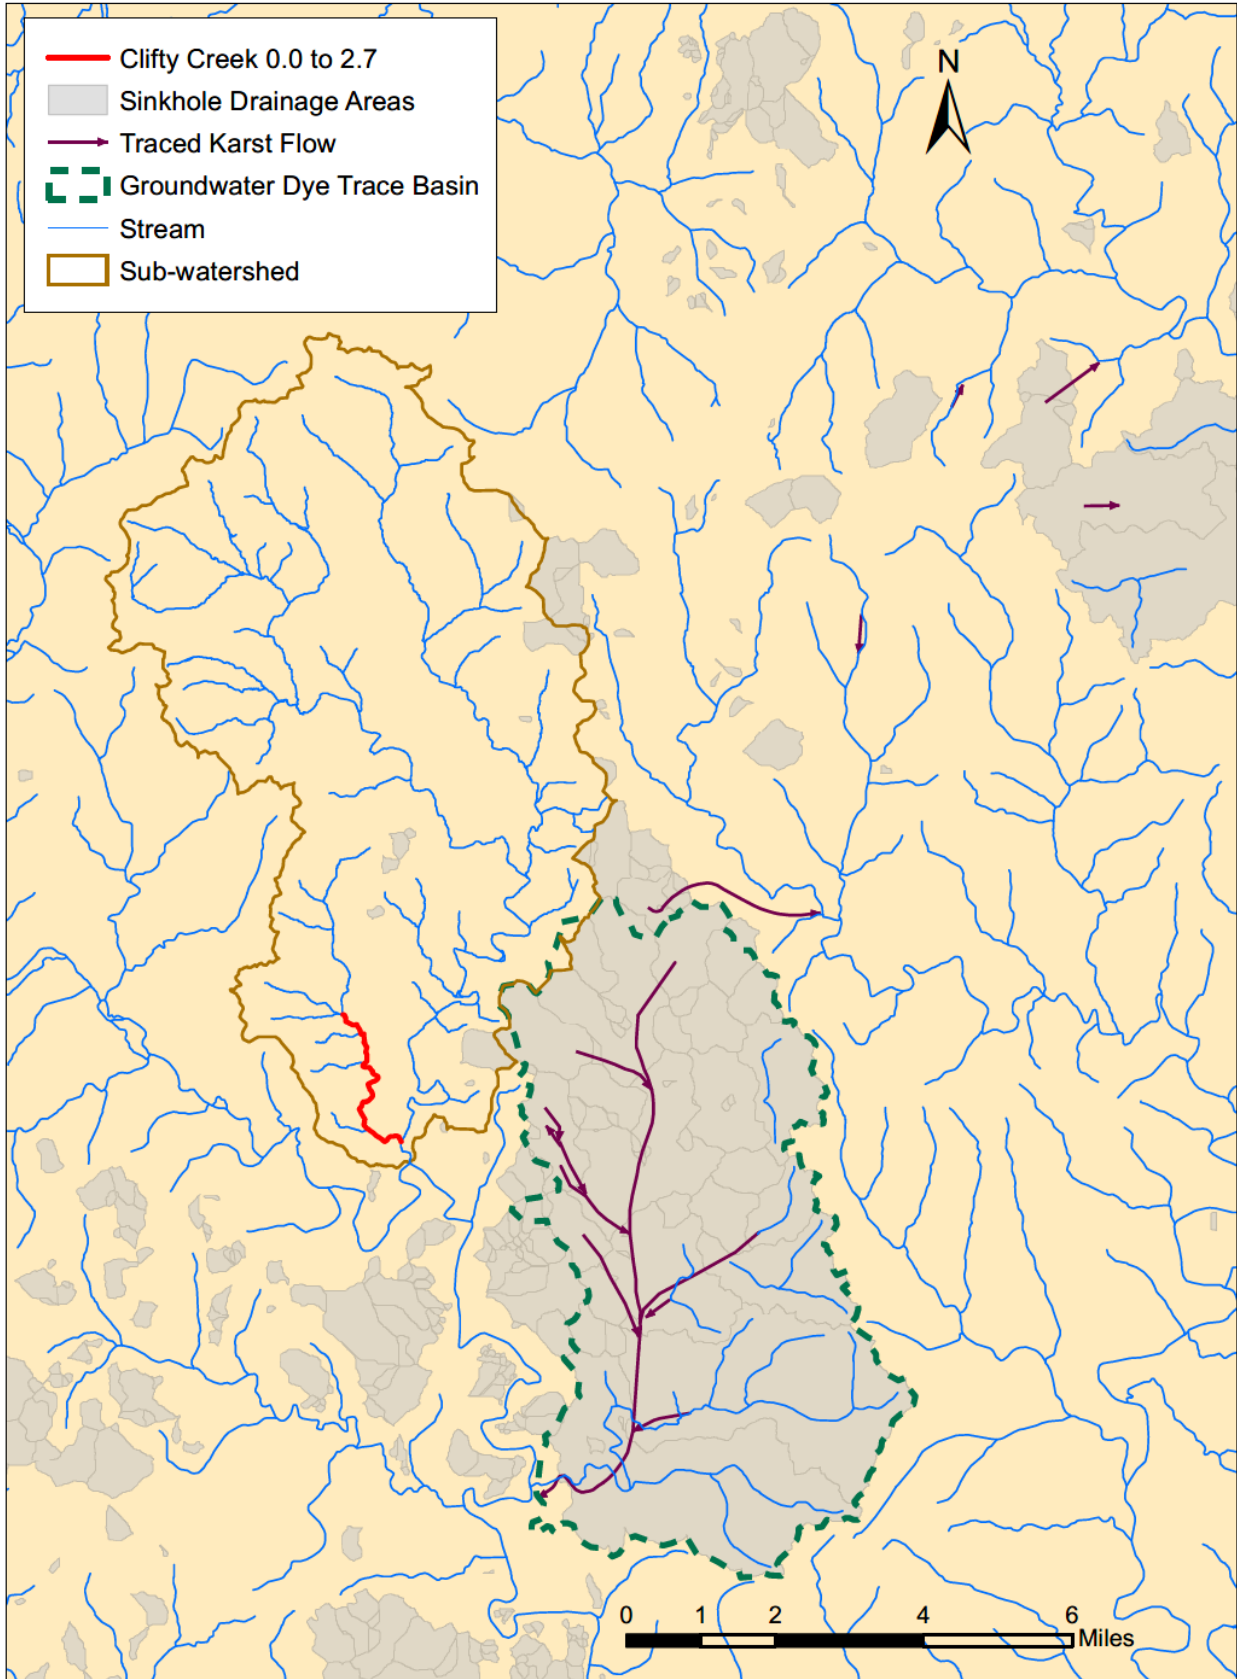 Clifty Creek 0.0 to 2.7
Sinkhole Drainage Areas
Traced Karst Flow
Groundwater Dye Trace Basin
Stream
Sub-watershed
N
0 1 2 4 6
Miles